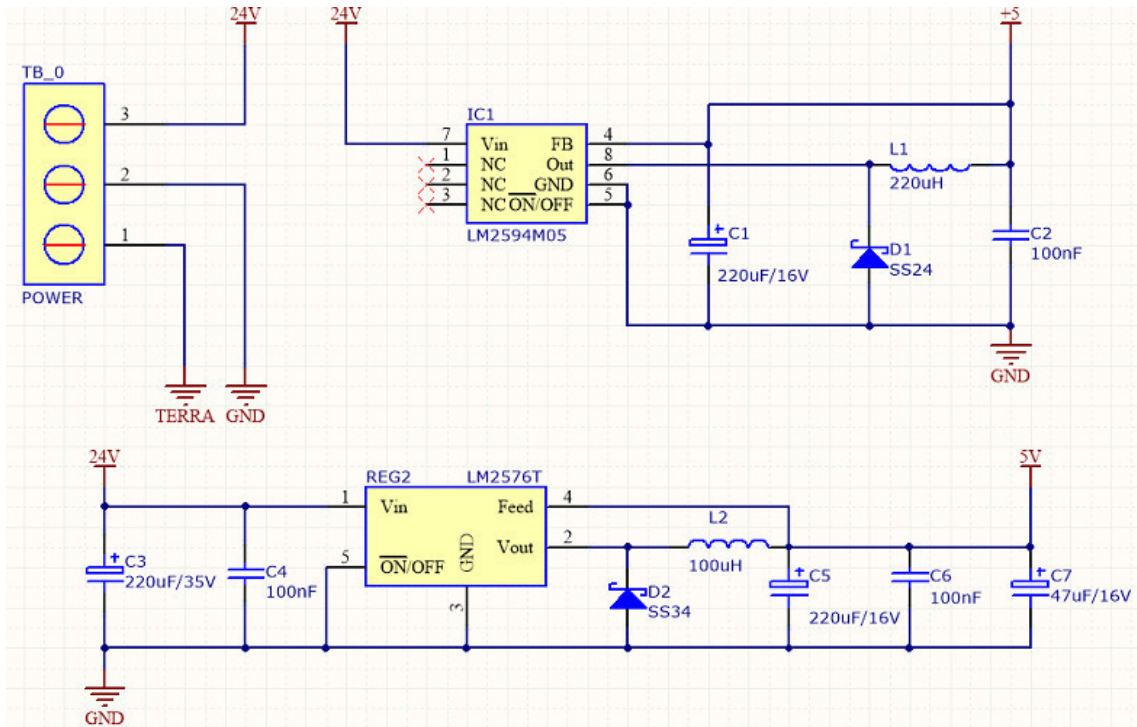 24V
24V
+5
TB_0
3
2
1
POWER
TERRA
GND
IC1
7 Vin FB 4
1 NC Out 8
2 NC GND 6
3 NC ON/OFF 5
LM2594M05
L1
220uH
C1
220uF/16V
D1
SS24
C2
100nF
GND
24V
5V
REG2 LM2576T
1 Vin Feed 4
Vout 2
5 ON/OFF
GND
3
C3
220uF/35V
C4
100nF
L2
100uH
D2
SS34
C5
220uF/16V
C6
100nF
C7
47uF/16V
GND